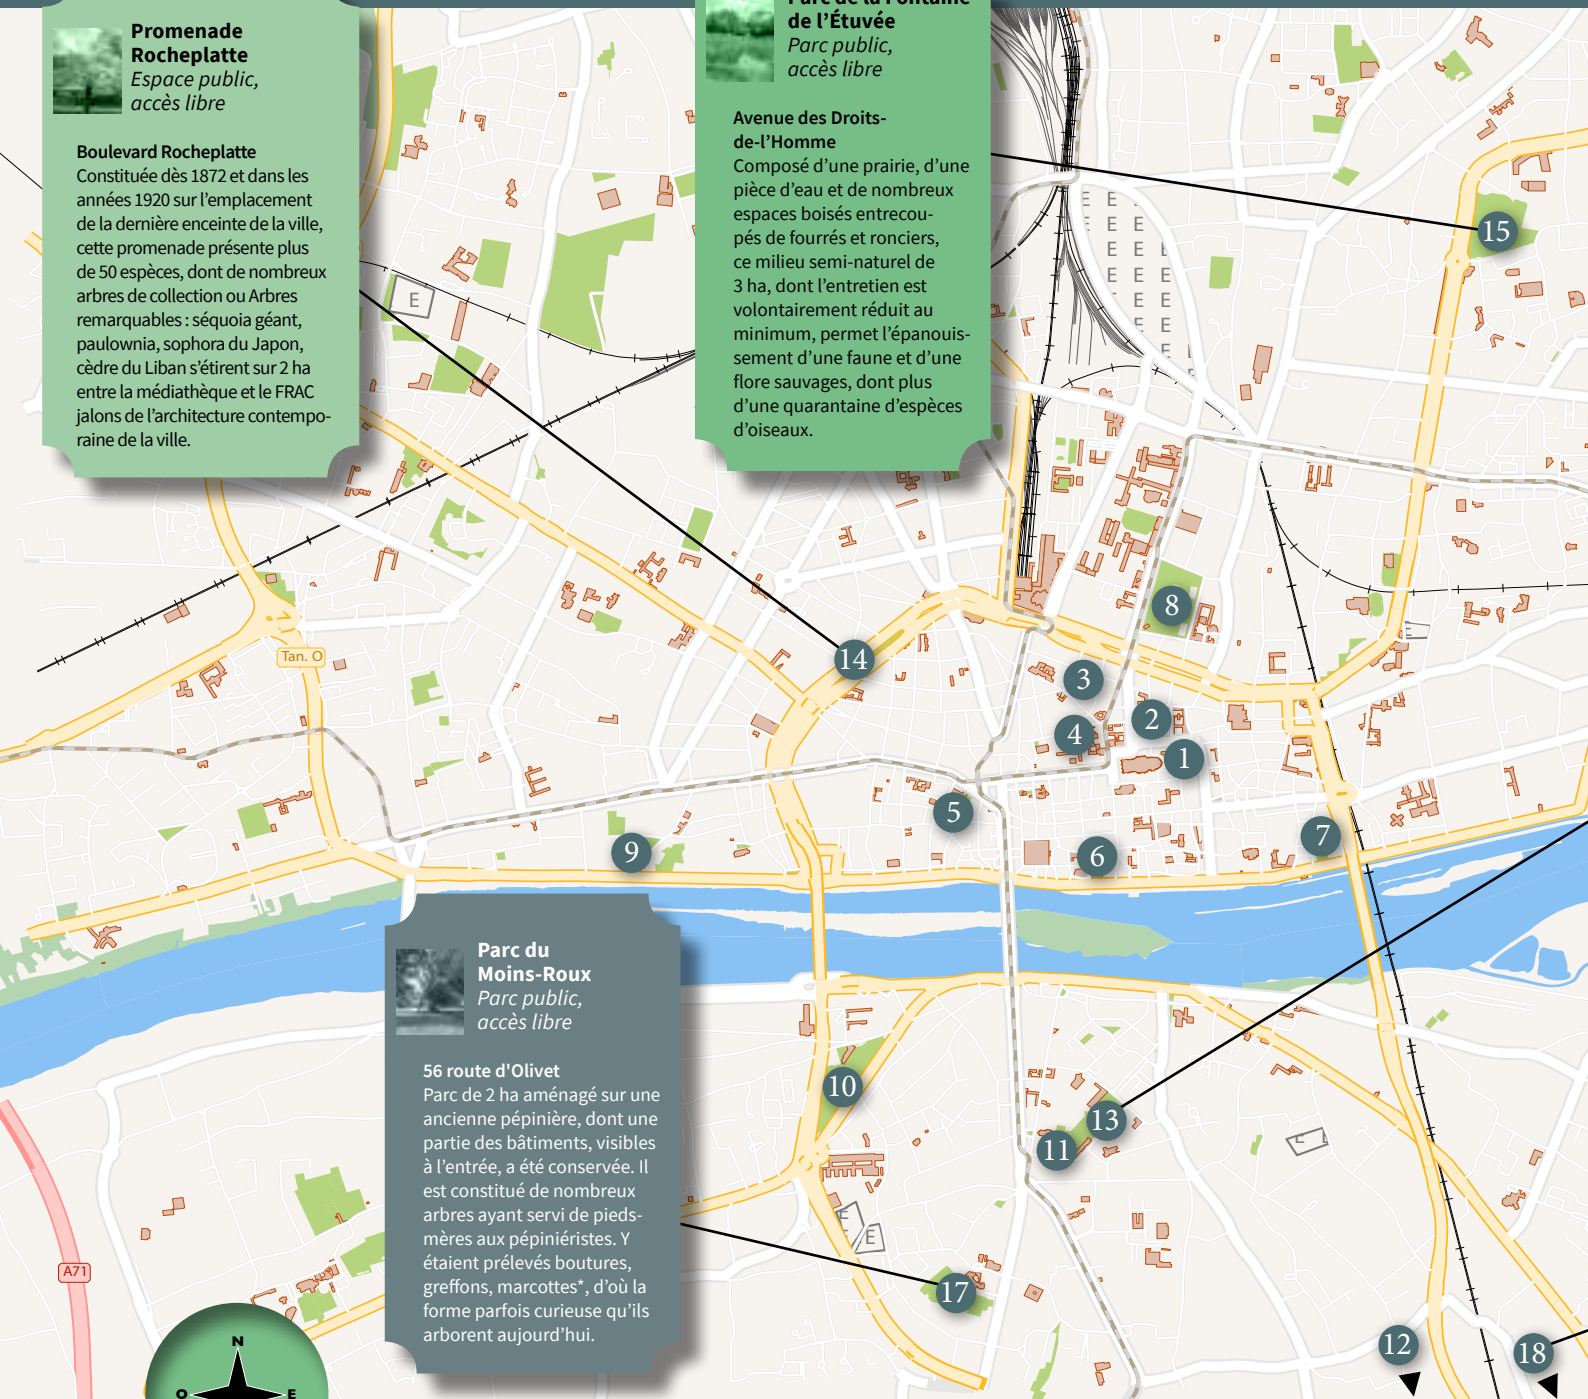 Promenade
Rocheplatte
Espace public,
accès libre
Boulevard Rocheplatte
Constituée dès 1872 et dans les
années 1920 sur l'emplacement
de la dernière enceinte de la ville,
cette promenade présente plus
de 50 espèces, dont de nombreux
arbres de collection ou Arbres
remarquables : séquoia géant,
paulownia, sophora du Japon,
cèdre du Liban s'étirent sur 2 ha
entre la médiathèque et le FRAC
jalons de l'architecture contempo-
raine de la ville.
Parc de la Fontaine
de l'Étuvée
Parc public,
accès libre
Avenue des Droits-
de-l'Homme
Composé d'une prairie, d'une
pièce d'eau et de nombreux
espaces boisés entrecou-
pés de fourrés et ronciers,
ce milieu semi-naturel de
3 ha, dont l'entretien est
volontairement réduit au
minimum, permet l'épanouis-
sement d'une faune et d'une
flore sauvages, dont plus
d'une quarantaine d'espèces
d'oiseaux.
E E
E E
E E E
E E E
E E E
E E
E
E
15
14
8
3
2
4
1
5
6
7
9
Tan. O
Parc du
Moins-Roux
Parc public,
accès libre
56 route d'Olivet
Parc de 2 ha aménagé sur une
ancienne pépinière, dont une
partie des bâtiments, visibles
à l'entrée, a été conservée. Il
est constitué de nombreux
arbres ayant servi de pieds-
mères aux pépiniéristes. Y
étaient prélevés boutures,
greffons, marcottes*, d'où la
forme parfois curieuse qu'ils
arborent aujourd'hui.
10
13
11
E
E
17
12
18
A71
N
O E